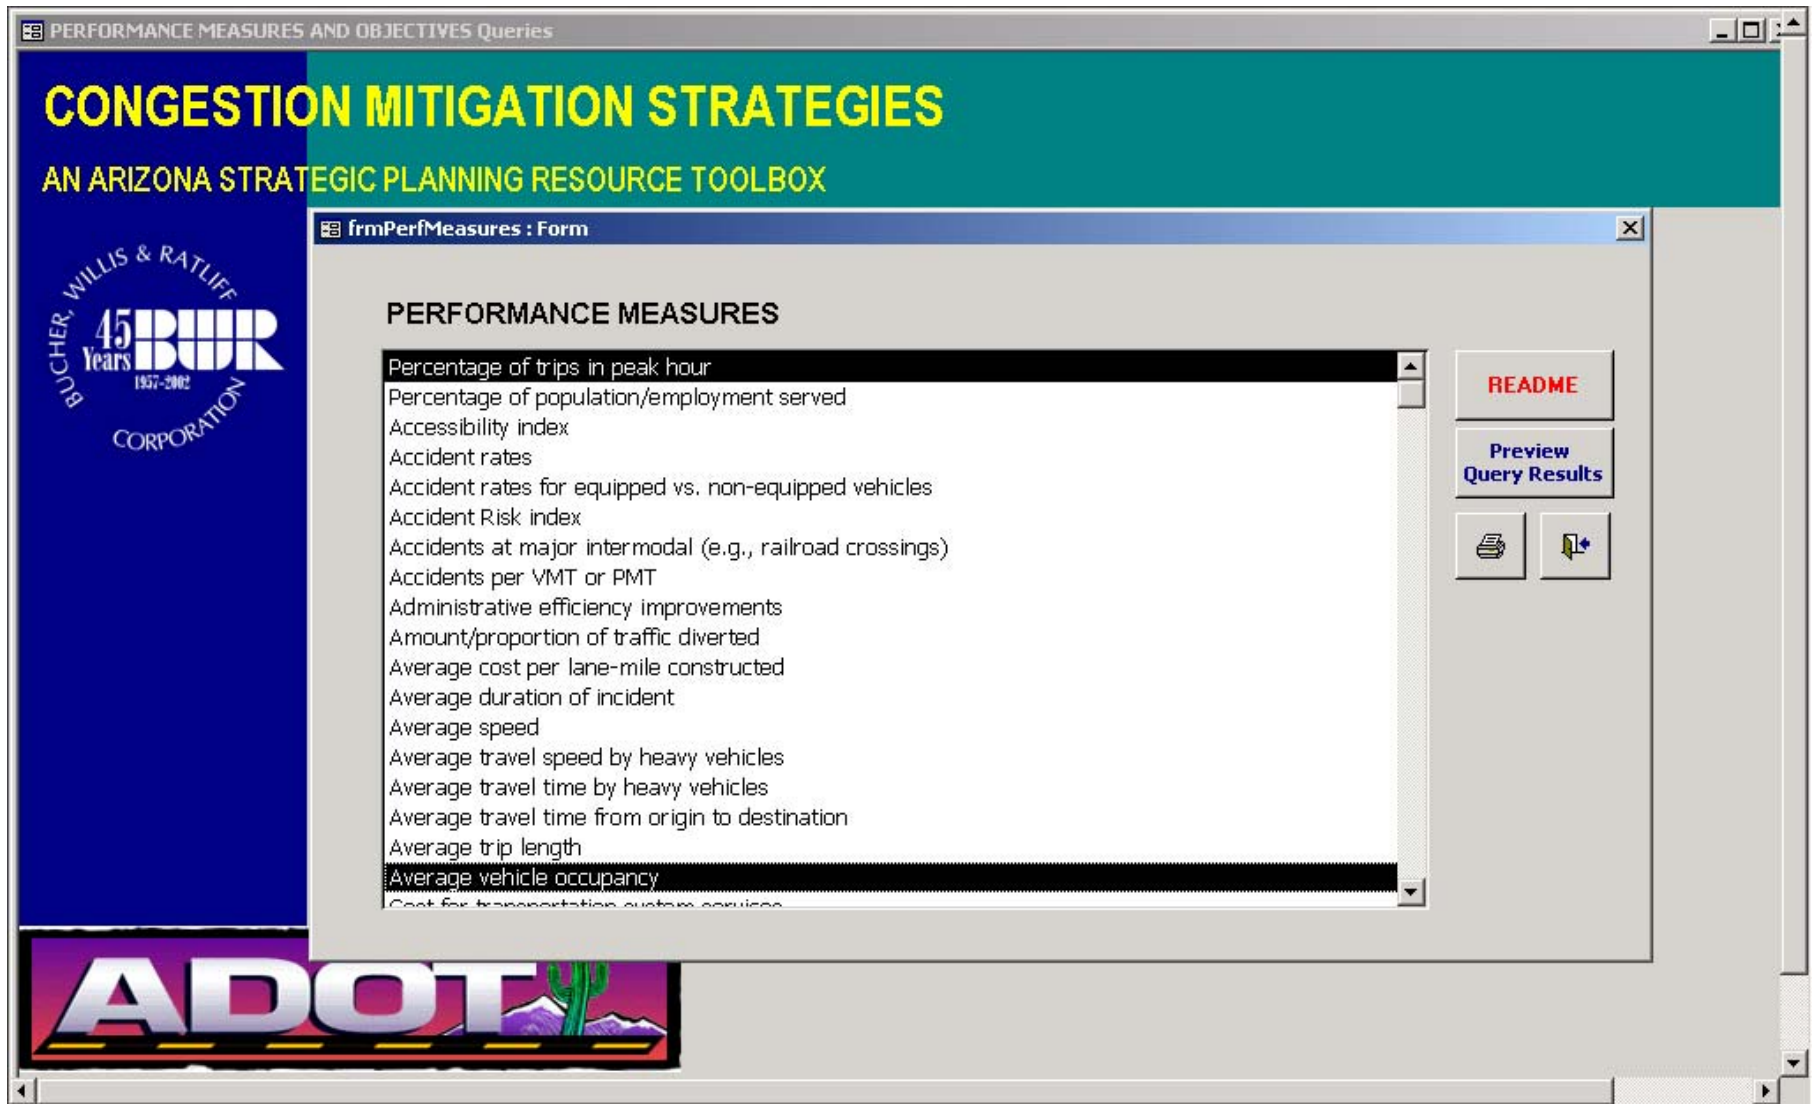 PERFORMANCE MEASURES AND OBJECTIVES Queries
CONGESTION MITIGATION STRATEGIES
AN ARIZONA STRATEGIC PLANNING RESOURCE TOOLBOX
BUCHER, WILLIS & RATLIFF
CORPORATION
45
Years
BWR
1957-2002
frmPerfMeasures : Form
PERFORMANCE MEASURES
Percentage of trips in peak hour
Percentage of population/employment served
Accessibility index
Accident rates
Accident rates for equipped vs. non-equipped vehicles
Accident Risk index
Accidents at major intermodal (e.g., railroad crossings)
Accidents per VMT or PMT
Administrative efficiency improvements
Amount/proportion of traffic diverted
Average cost per lane-mile constructed
Average duration of incident
Average speed
Average travel speed by heavy vehicles
Average travel time by heavy vehicles
Average travel time from origin to destination
Average trip length
Average vehicle occupancy
Cost for transportation system services
README
Preview
Query Results
ADOT